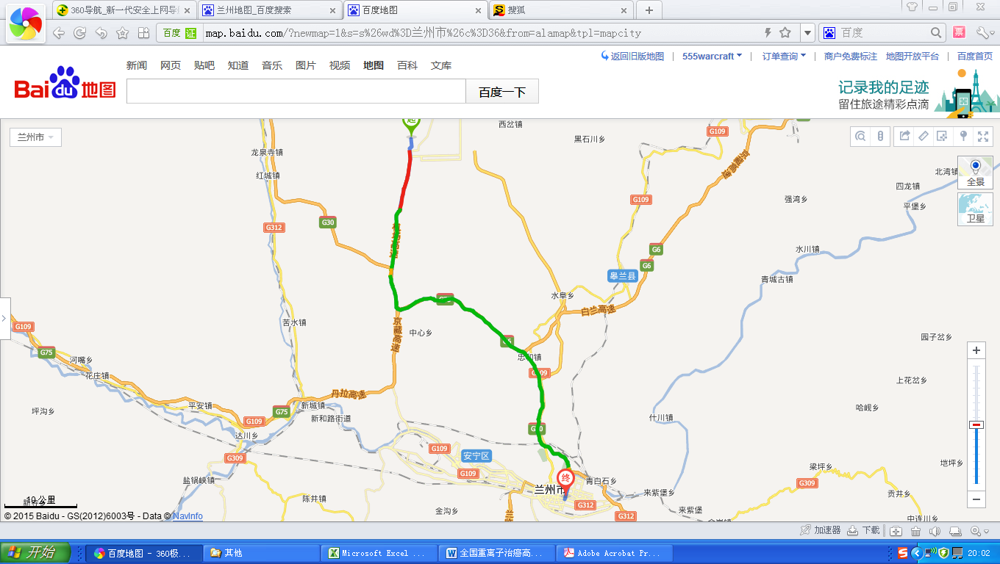 360导航_新一代安全上网导航
兰州地图_百度搜索
百度地图
搜狐
百度 证 map.baidu.com/?newmap=1&s=s%26wd%3D兰州市%26c%3D36&from=alamap&tpl=mapcity
百度
票
返回旧版地图 | 555warcraft | 订单查询 | 商户免费标注 地图开放平台 | 百度首页
新闻 网页 贴吧 知道 音乐 图片 视频 地图 百科 文库
Bai du 地图
百度一下
记录我的足迹
留住旅途精彩点滴
兰州市
起
西岔镇
黑石川乡
G109
京藏高速
龙泉寺镇
红城镇
北湾镇
四龙镇
全景
强湾乡
平堡乡
G109
卫星
G30
G312
G6
水川镇
G6
皋兰县
青城古镇
水阜乡
白兰高速
G109
苦水镇
京藏高速
中心乡
园子岔乡
G75
河嘴乡
G6
忠和镇
花庄镇
G109
上花岔乡
丹拉高速
平安镇
新城镇
哈岘乡
坪沟乡
G75
新和路街道
什川镇
G109
达川乡
G109
安宁区
G309
梁坪乡
垲坪乡
G109
终
盐锅峡镇
兰州市
青白石乡
G309
来紫堡乡
贡井乡
陈井镇
金沟乡
G312
来紫堡
G312
中连川乡
10 公里
© 2015 Baidu - GS(2012)6003号 - Data © NavInfo
加速器 下载
开始
百度地图 - 360极...
其他
Microsoft Excel ...
全国重离子治癌高...
Adobe Acrobat Pr...
20:02